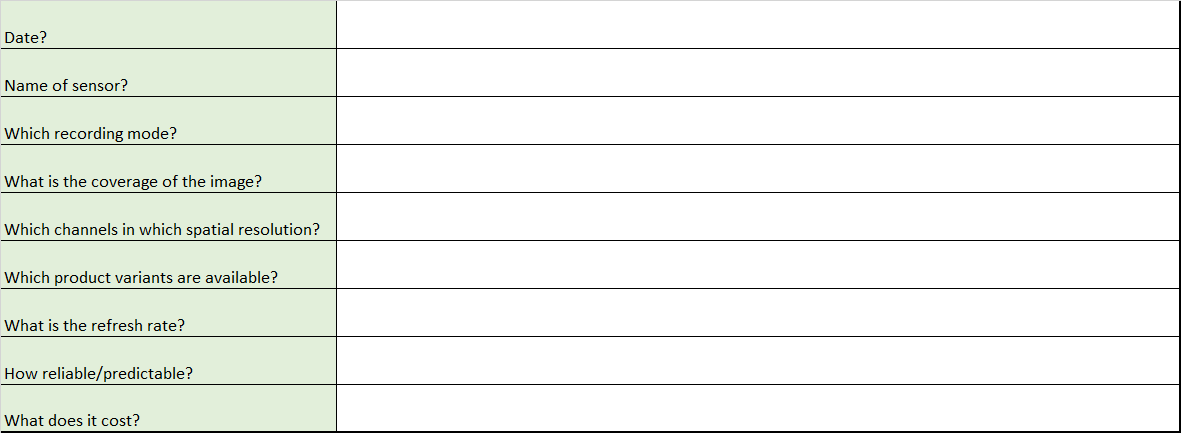 Date?
Name of sensor?
Which recording mode?
What is the coverage of the image?
Which channels in which spatial resolution?
Which product variants are available?
What is the refresh rate?
How reliable/predictable?
What does it cost?